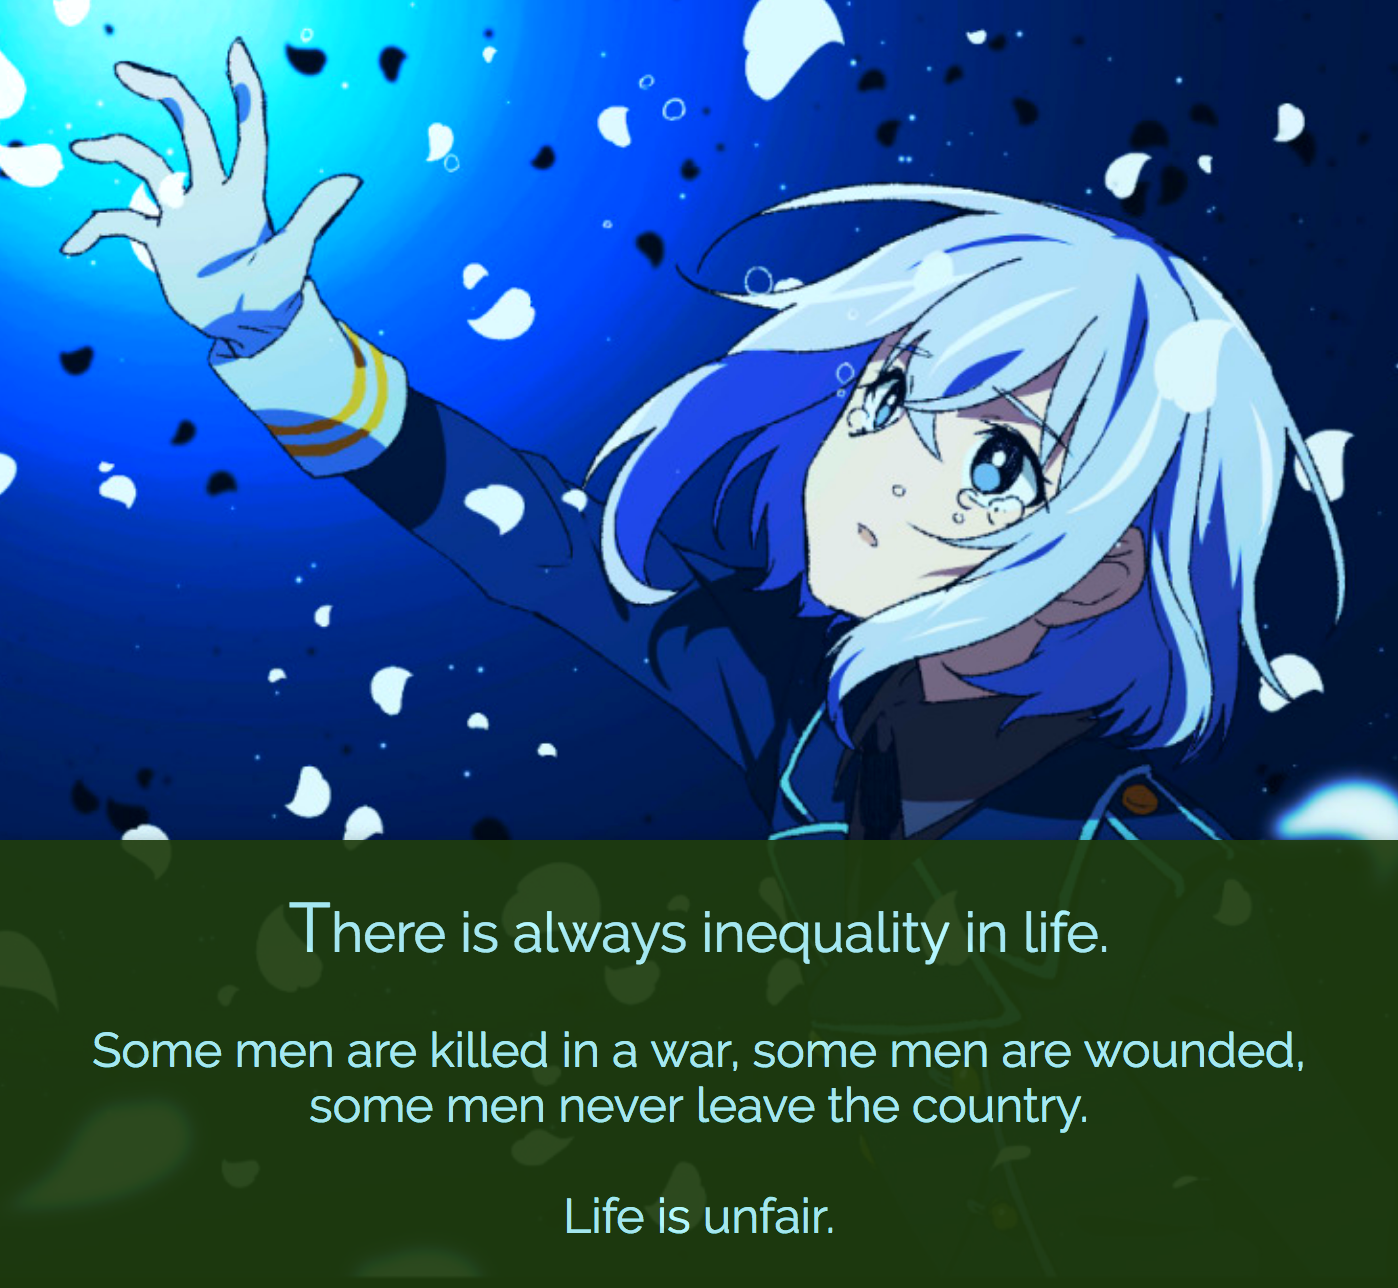 There is always inequality in life.
Some men are killed in a war, some men are wounded,
some men never leave the country.
Life is unfair.